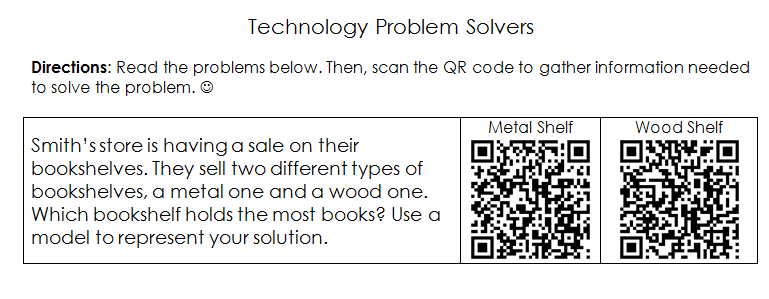 Technology Problem Solvers
Directions: Read the problems below. Then, scan the QR code to gather information needed
to solve the problem. ☺
Smith's store is having a sale on their
bookshelves. They sell two different types of
bookshelves, a metal one and a wood one.
Which bookshelf holds the most books? Use a
model to represent your solution.
Metal Shelf
Wood Shelf